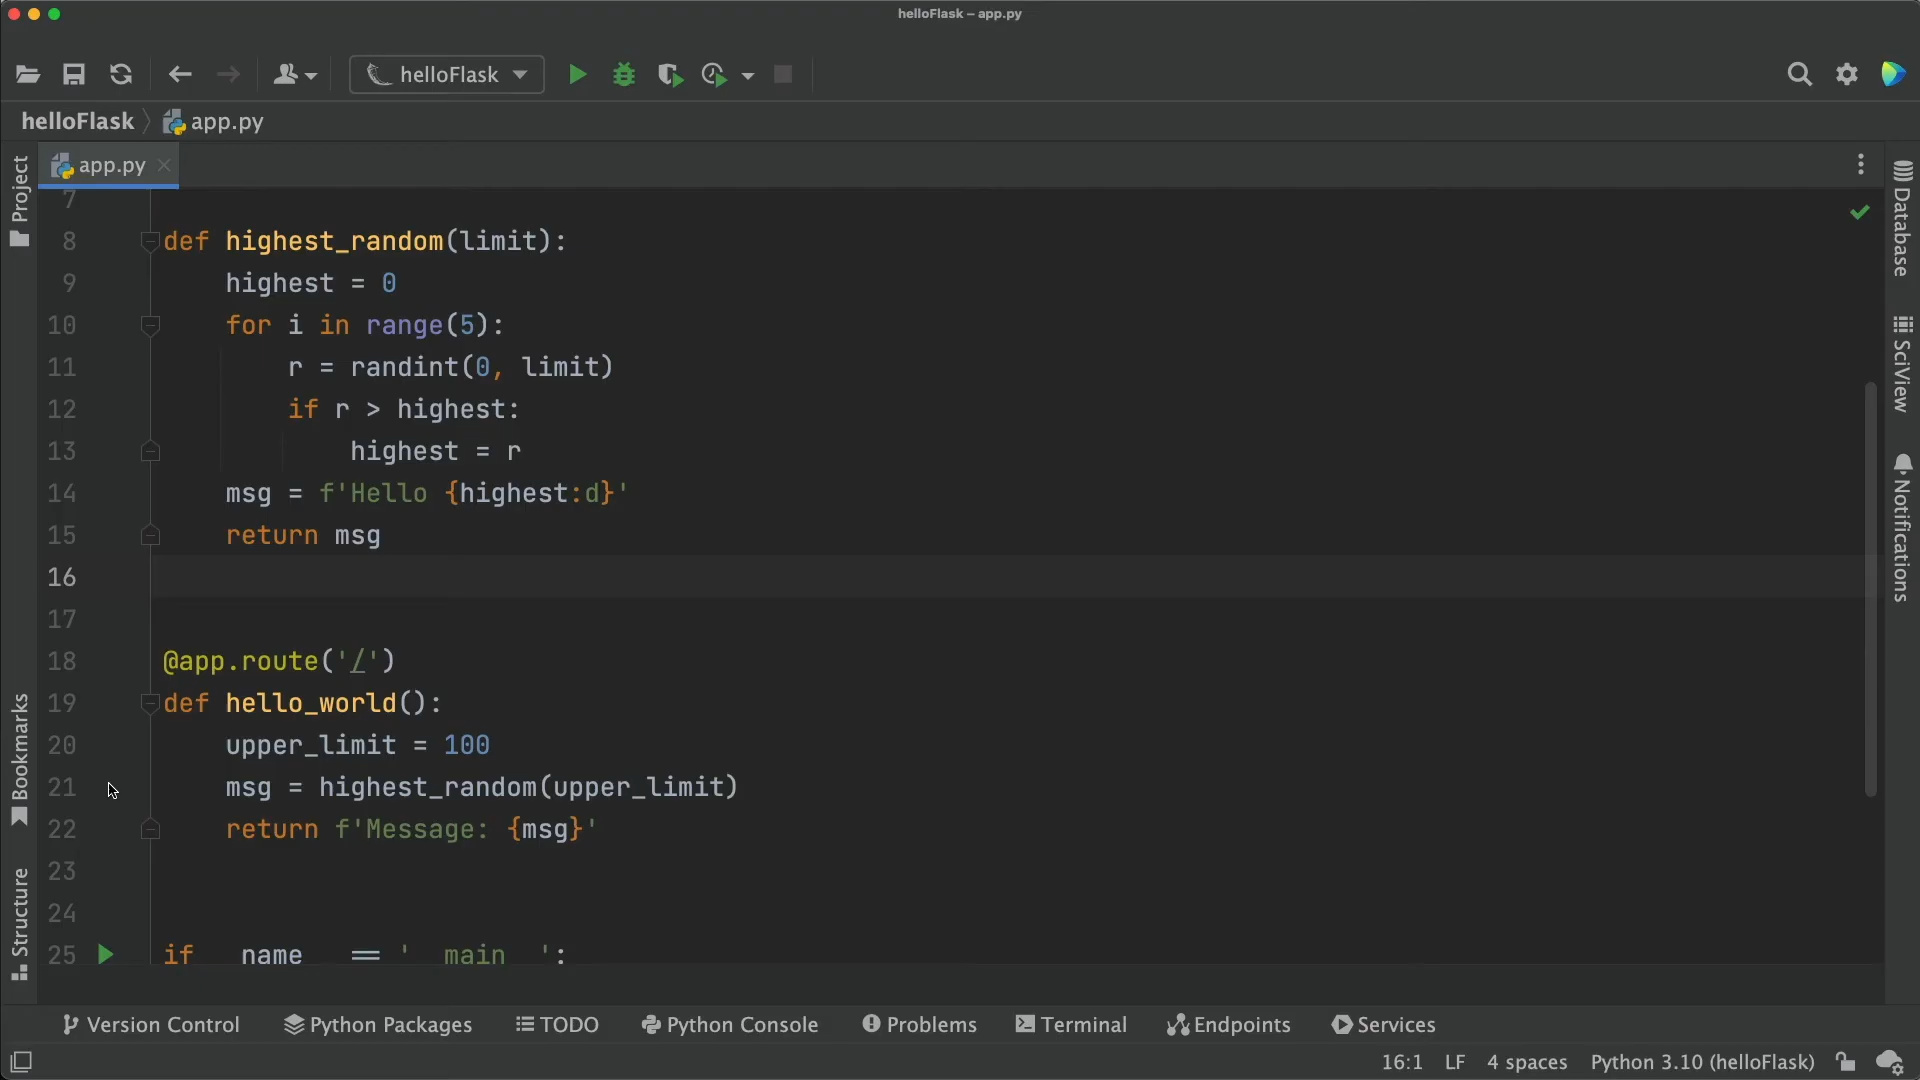 helloFlask – app.py
helloFlask
helloFlask
app.py
app.py
Project
Bookmarks
Structure
Database
SciView
Notifications
7
8 def highest_random(limit):
9     highest = 0
10     for i in range(5):
11         r = randint(0, limit)
12         if r > highest:
13             highest = r
14     msg = f'Hello {highest:d}'
15     return msg
16
17
18 @app.route('/')
19 def hello_world():
20     upper_limit = 100
21     msg = highest_random(upper_limit)
22     return f'Message: {msg}'
23
24
25 if __name__ == '__main__':
Version Control Python Packages TODO Python Console Problems Terminal Endpoints Services
16:1 LF 4 spaces Python 3.10 (helloFlask)